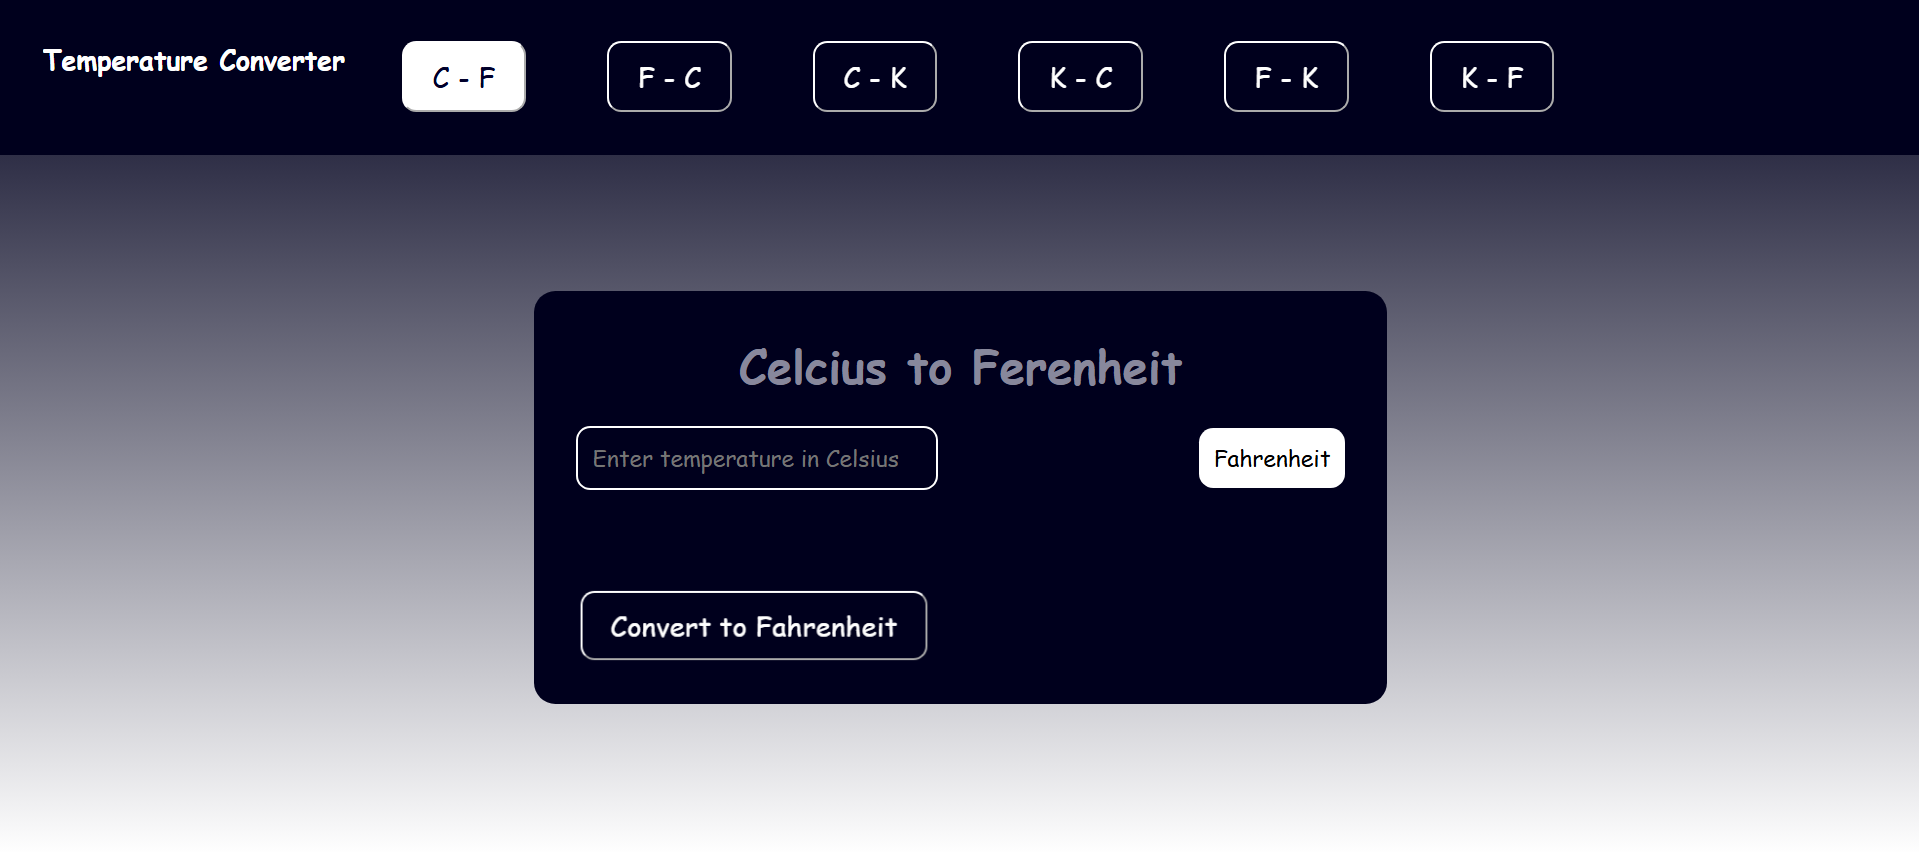 Temperature Converter C - F F - C C - K K - C F - K K - F
Celcius to Ferenheit
Enter temperature in Celsius Fahrenheit
Convert to Fahrenheit